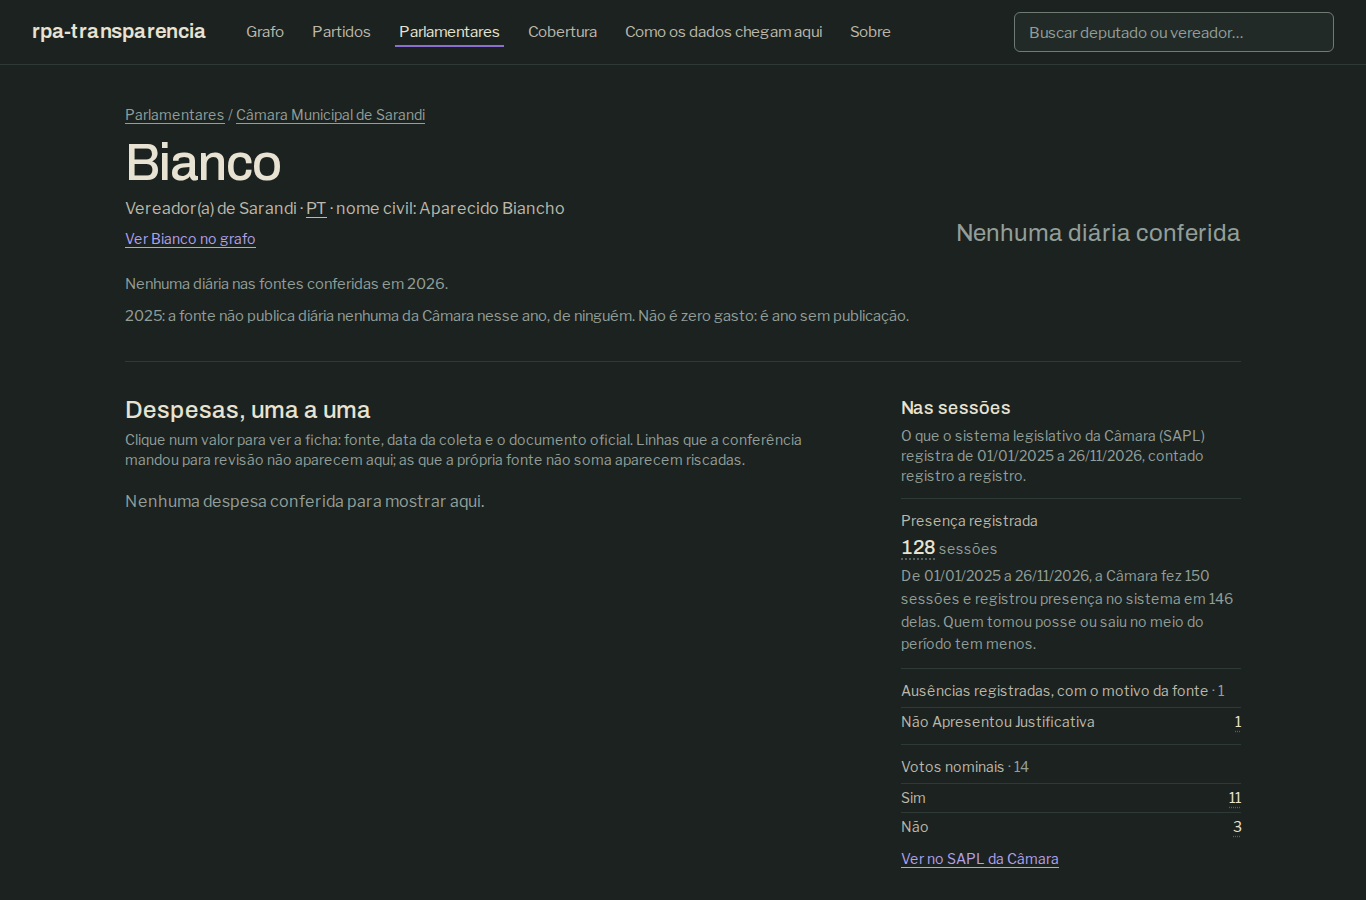 rpa-transparencia
Grafo
Partidos
Parlamentares
Cobertura
Como os dados chegam aqui
Sobre
Buscar deputado ou vereador...
Parlamentares / Câmara Municipal de Sarandi
Bianco
Vereador(a) de Sarandi · PT · nome civil: Aparecido Biancho
Ver Bianco no grafo
Nenhuma diária conferida
Nenhuma diária nas fontes conferidas em 2026.
2025: a fonte não publica diária nenhuma da Câmara nesse ano, de ninguém. Não é zero gasto: é ano sem publicação.
Despesas, uma a uma
Clique num valor para ver a ficha: fonte, data da coleta e o documento oficial. Linhas que a conferência
mandou para revisão não aparecem aqui; as que a própria fonte não soma aparecem riscadas.
Nenhuma despesa conferida para mostrar aqui.
Nas sessões
O que o sistema legislativo da Câmara (SAPL)
registra de 01/01/2025 a 26/11/2026, contado
registro a registro.
Presença registrada
128 sessões
De 01/01/2025 a 26/11/2026, a Câmara fez 150
sessões e registrou presença no sistema em 146
delas. Quem tomou posse ou saiu no meio do
período tem menos.
Ausências registradas, com o motivo da fonte · 1
Não Apresentou Justificativa 1
Votos nominais · 14
Sim 11
Não 3
Ver no SAPL da Câmara